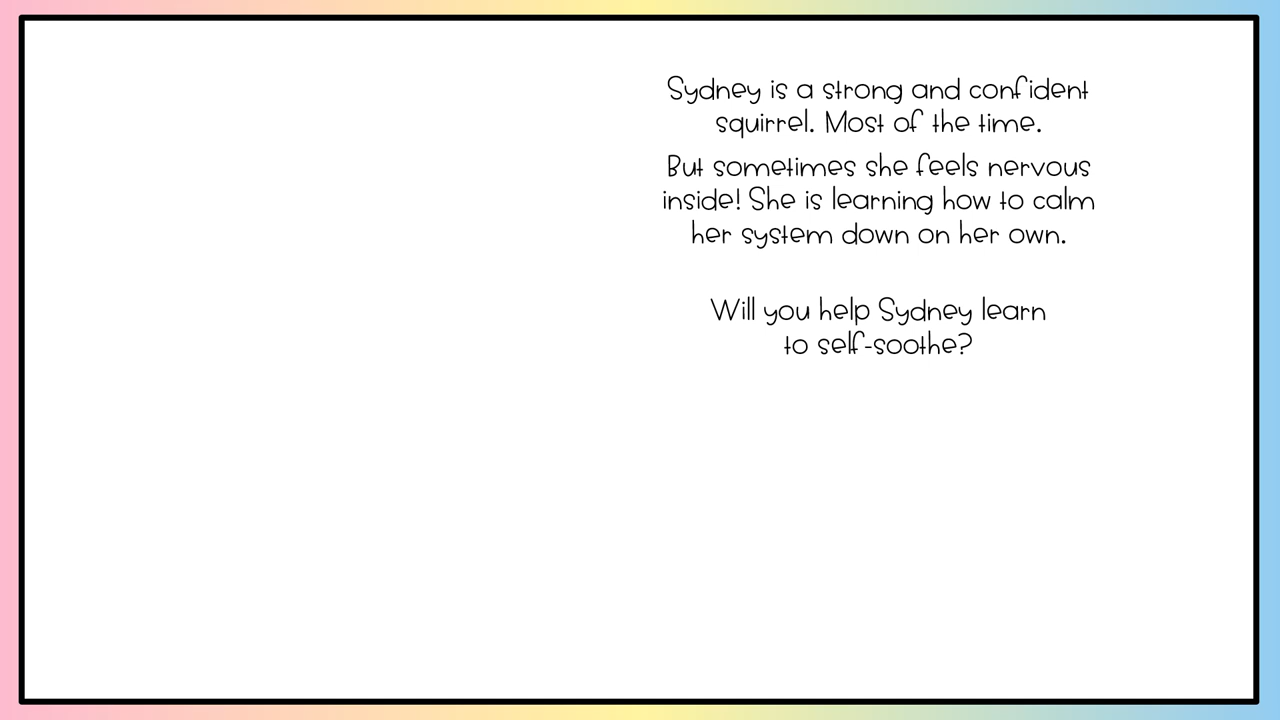 Sydney is a strong and confident
squirrel. Most of the time.
But sometimes she feels nervous
inside! She is learning how to calm
her system down on her own.
Will you help Sydney learn
to self-soothe?